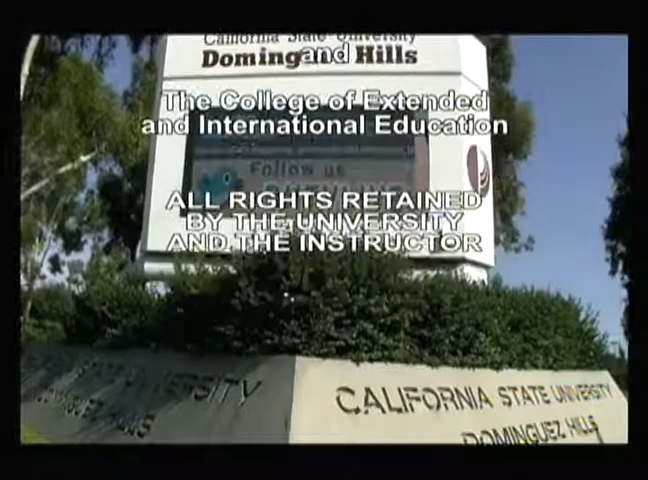 California State University
Dominguez Hills
and
The College of Extended
and International Education
Follow us
ALL RIGHTS RETAINED
BY THE UNIVERSITY
AND THE INSTRUCTOR
CALIFORNIA STATE UNIVERSITY
DOMINGUEZ HILLS